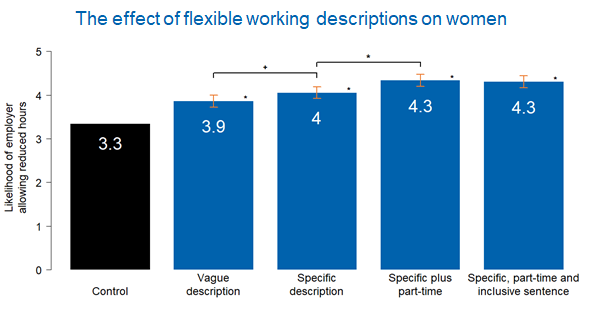 The effect of flexible working descriptions on women
Likelihood of employer
allowing reduced hours
5
4
3
2
1
0
3.3
3.9
4
4.3
4.3
*
*
*
*
*
*
Control
Vague
description
Specific
description
Specific plus
part-time
Specific, part-time and
inclusive sentence